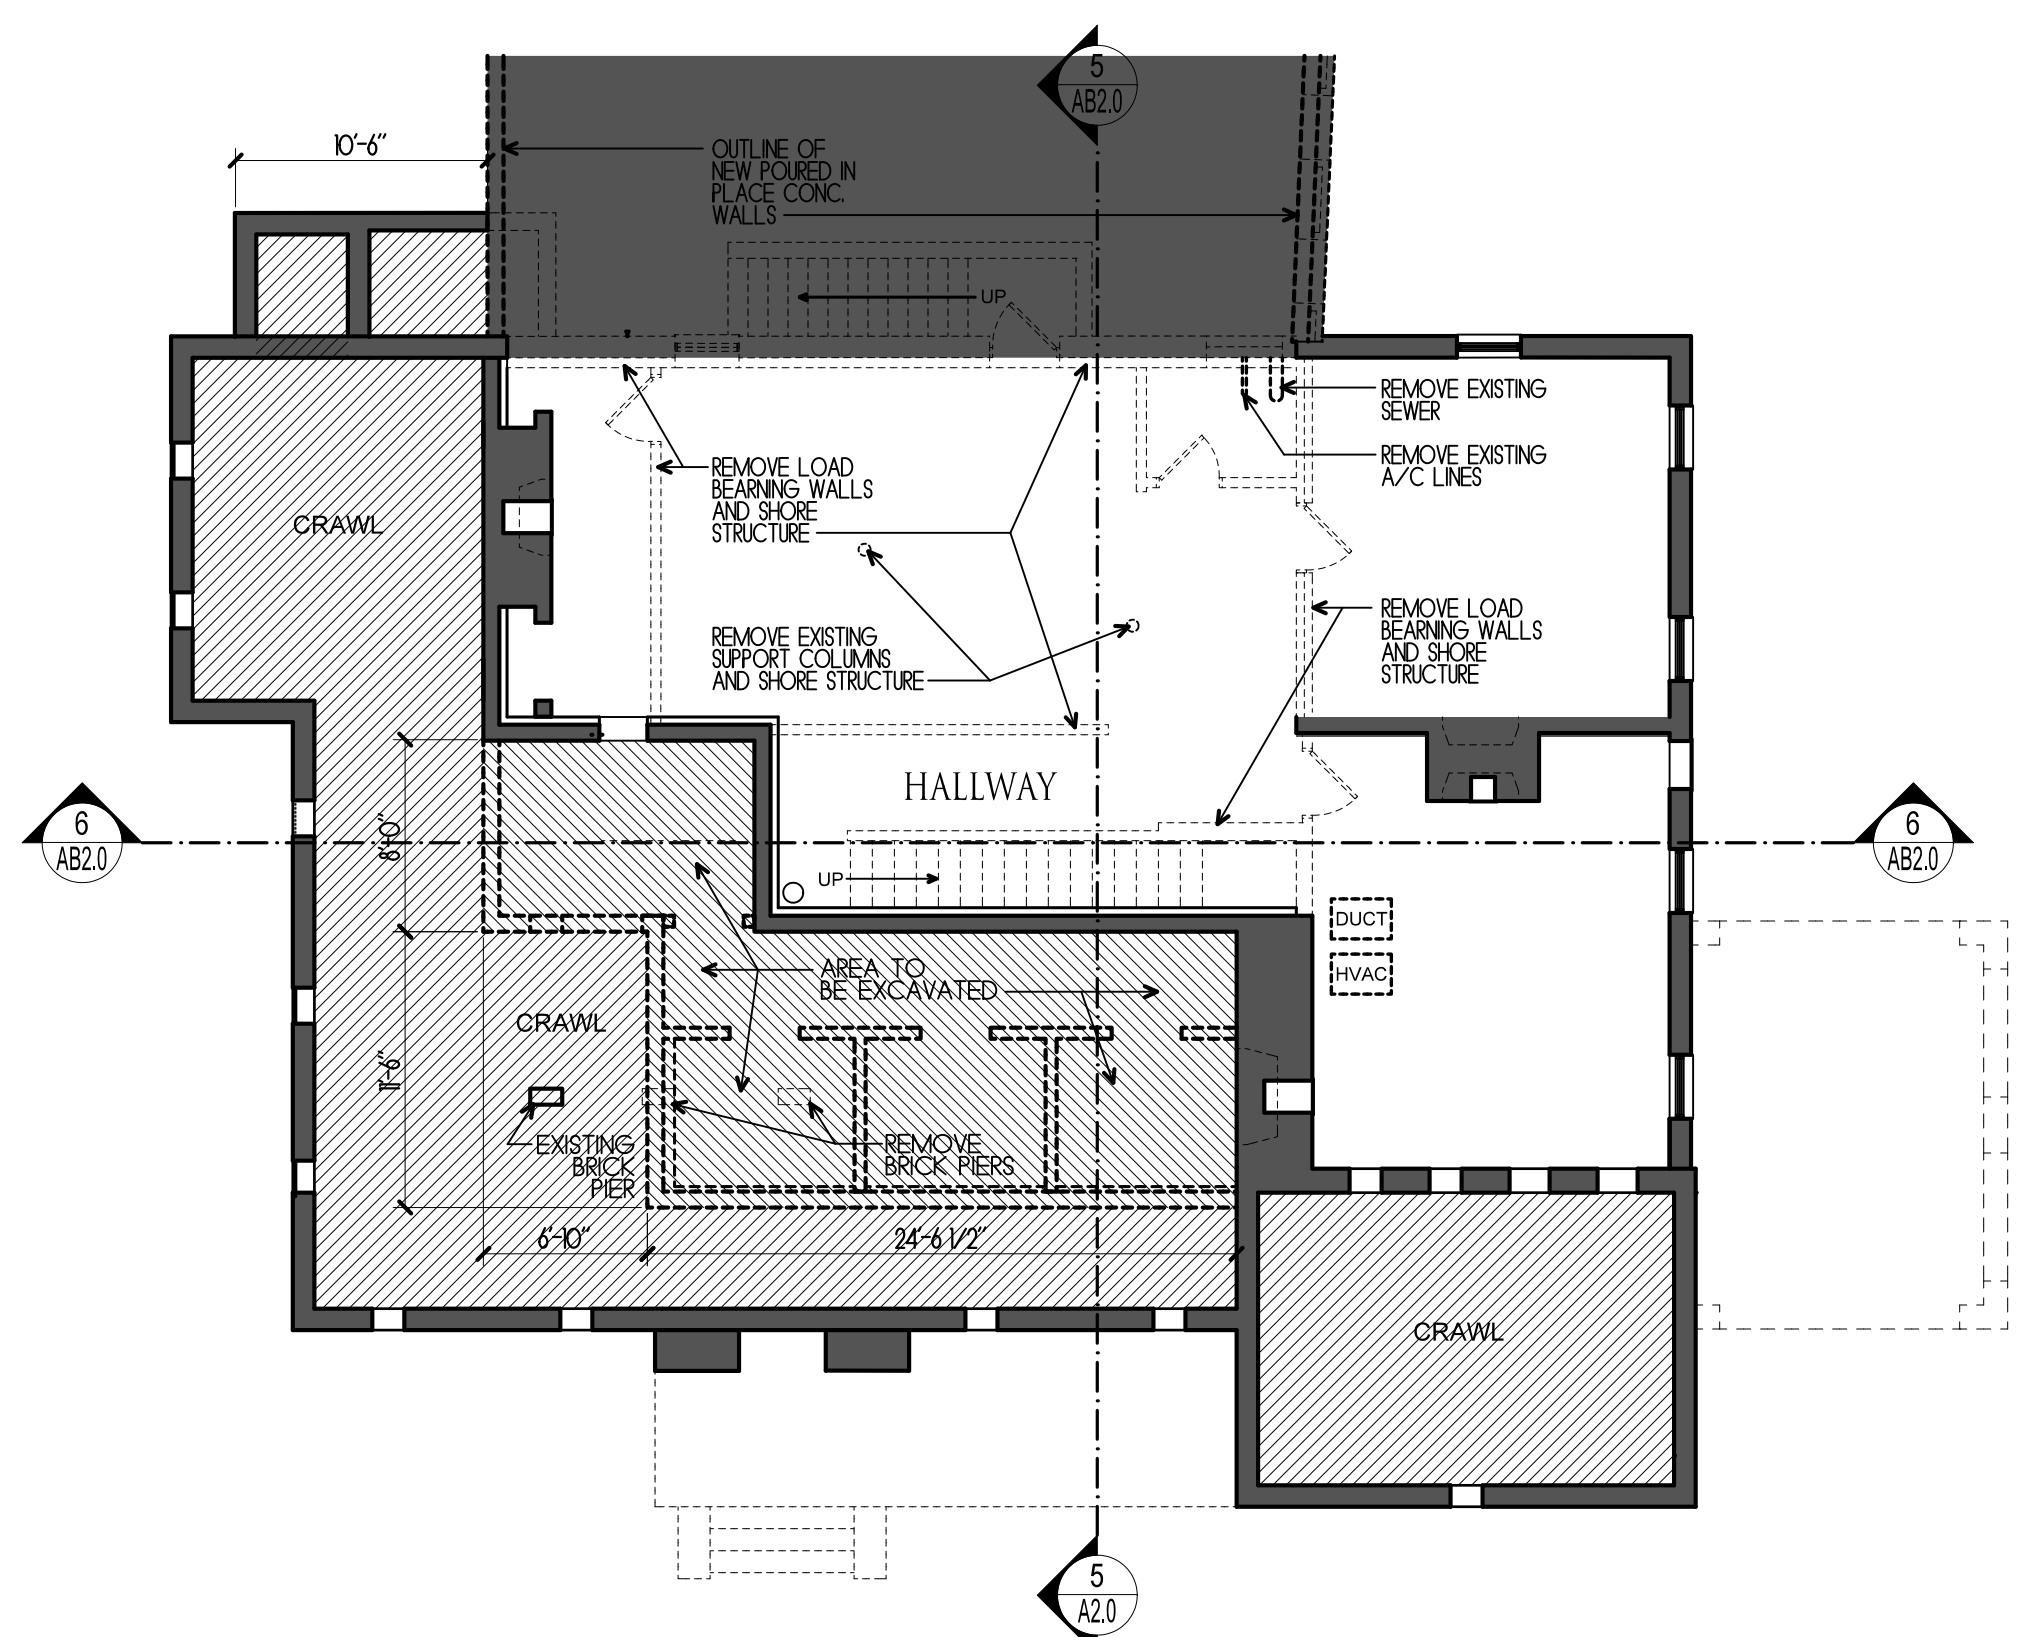 5
AB2.0
10'-6"
OUTLINE OF
NEW POURED IN
PLACE CONC.
WALLS
UP
REMOVE EXISTING
SEWER
REMOVE EXISTING
A/C LINES
REMOVE LOAD
BEARNING WALLS
AND SHORE
STRUCTURE
CRAWL
REMOVE EXISTING
SUPPORT COLUMNS
AND SHORE STRUCTURE
REMOVE LOAD
BEARNING WALLS
AND SHORE
STRUCTURE
HALLWAY
6
AB2.0
8'-0"
6
AB2.0
UP
DUCT
HVAC
AREA TO
BE EXCAVATED
CRAWL
11'-6"
EXISTING
BRICK
PIER
REMOVE
BRICK PIERS
6'-10"
24'-6 1/2"
CRAWL
5
A2.0